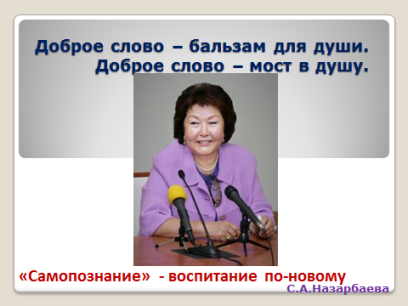 Доброе слово – бальзам для души.
Доброе слово – мост в душу.
«Самопознание» - воспитание по-новому
С.А.Назарбаева